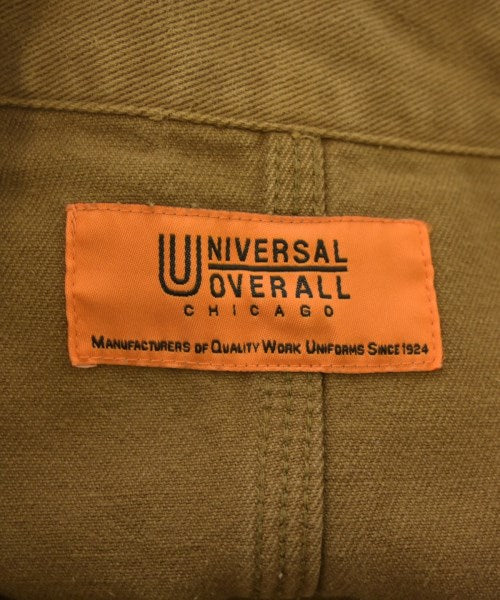 UNIVERSAL
OVERALL
CHICAGO
MANUFACTURERS OF QUALITY WORK UNIFORMS SINCE 1924